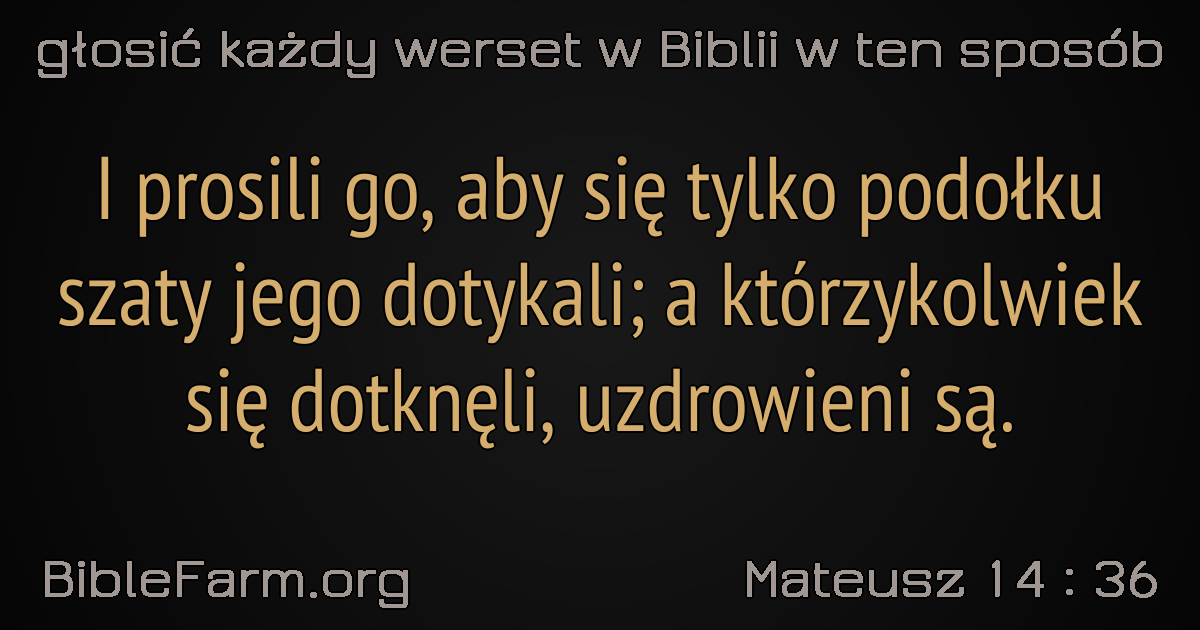 głosić każdy werset w Biblii w ten sposób
I prosili go, aby się tylko podołku
szaty jego dotykali; a którzykolwiek
się dotknęli, uzdrowieni są.
BibleFarm.org
Mateusz 14 : 36